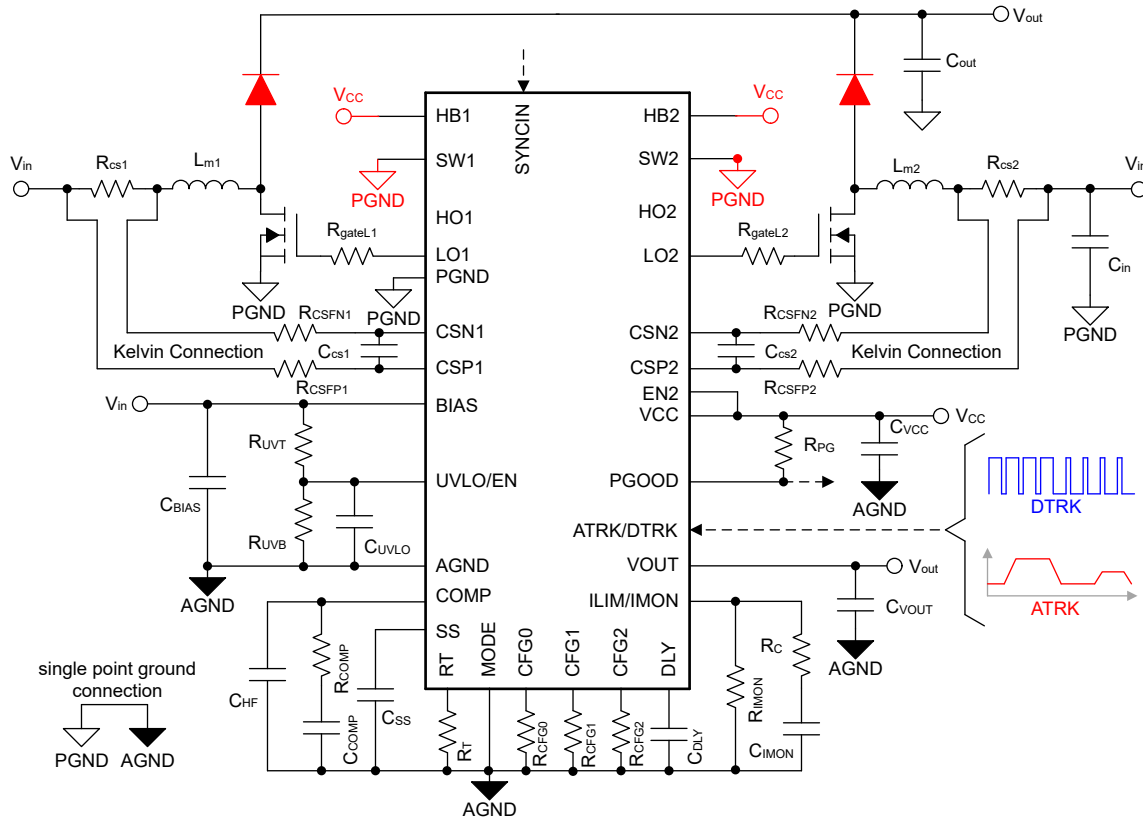 Vout
Cout
VCC
HB1
SYNCIN
HB2
VCC
Vin
Rcs1
Lm1
SW1
PGND
SW2
PGND
Lm2
Rcs2
Vin
HO1
HO2
RgateL1
LO1
LO2
RgateL2
Cin
PGND
PGND
PGND
PGND
PGND
RCSFN1
CSN1
CSN2
RCSFN2
Kelvin Connection
Ccs1
Ccs2
Kelvin Connection
RCSFP1
CSP1
CSP2
RCSFP2
EN2
Vin
BIAS
VCC
VCC
RUVT
RPG
CVCC
CBIAS
UVLO/EN
PGOOD
AGND
DTRK
RUVB
CUVLO
ATRK/DTRK
AGND
AGND
VOUT
Vout
COMP
ILIM/IMON
CVOUT
ATRK
SS
RT
MODE
CFG0
CFG1
CFG2
DLY
RC
AGND
single point ground
connection
CHF
RCOMP
CSS
RIMON
CCOMP
RT
RCFG0
RCFG1
RCFG2
CDLY
CIMON
PGND
AGND
AGND